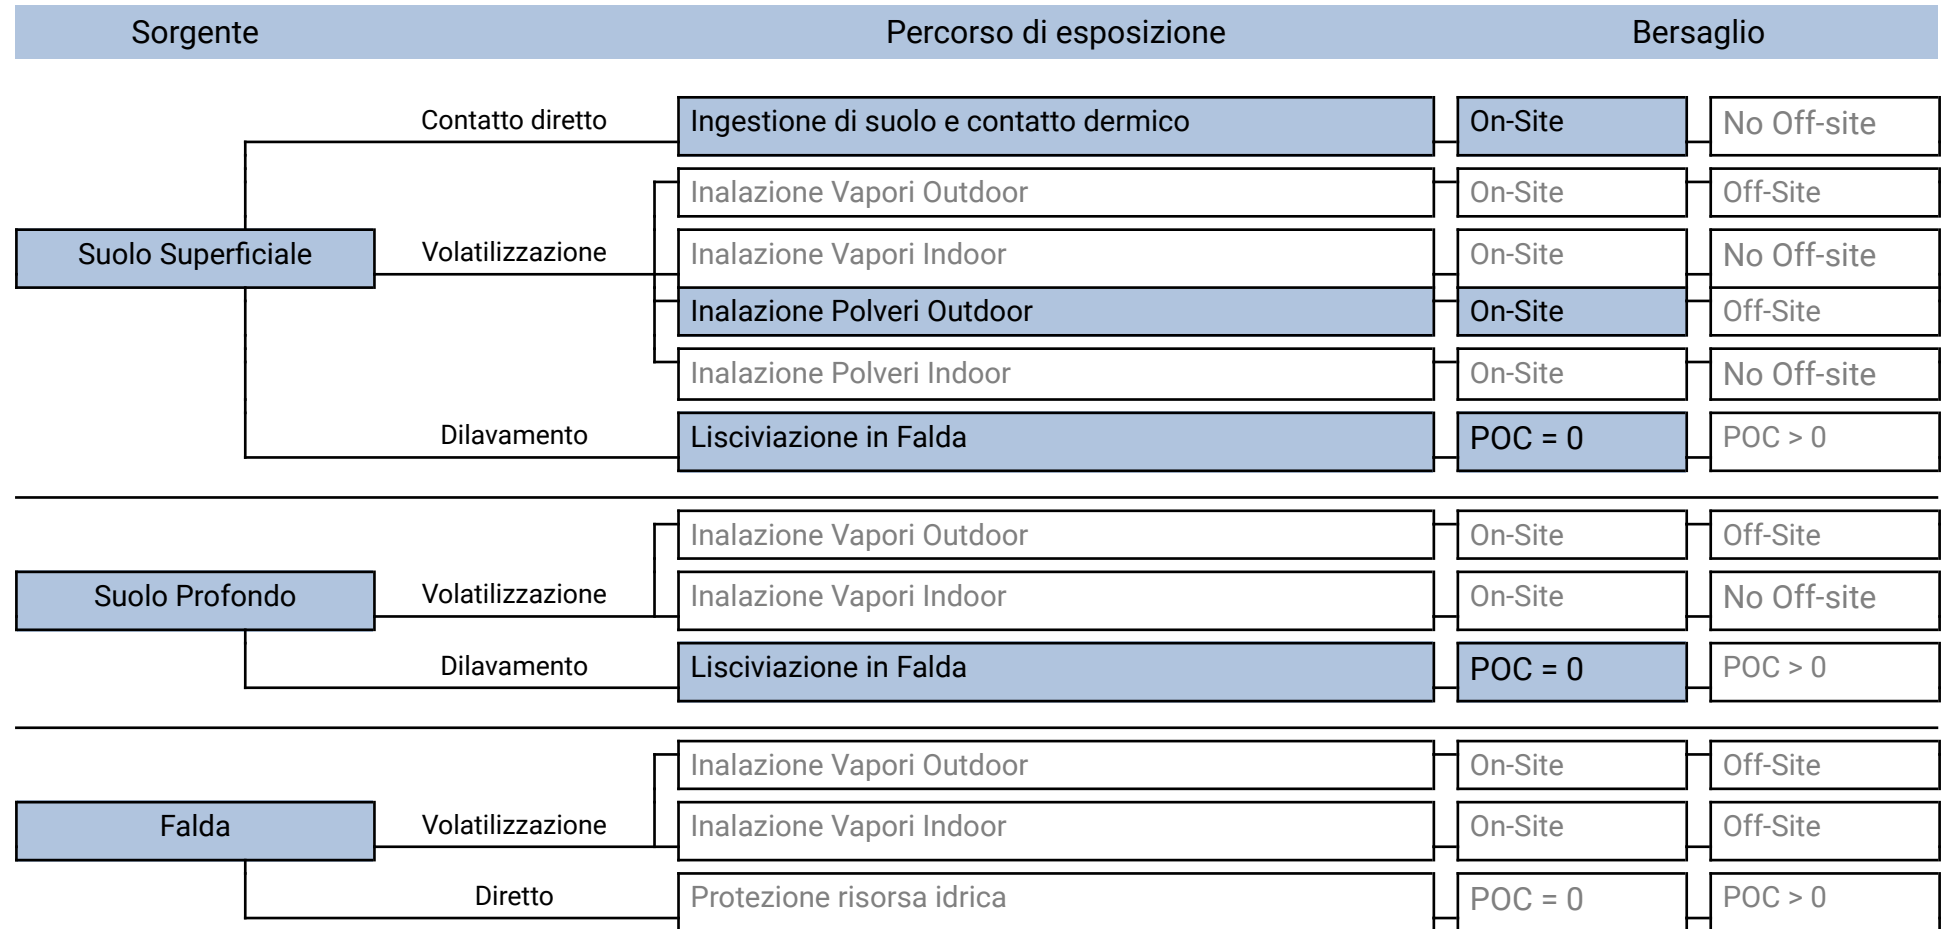 Sorgente Percorso di esposizione Bersaglio
Contatto diretto Ingestione di suolo e contatto dermico On-Site No Off-site
Inalazione Vapori Outdoor On-Site Off-Site
Suolo Superficiale Volatilizzazione Inalazione Vapori Indoor On-Site No Off-site
Inalazione Polveri Outdoor On-Site Off-Site
Inalazione Polveri Indoor On-Site No Off-site
Dilavamento Lisciviazione in Falda POC = 0 POC > 0
Inalazione Vapori Outdoor On-Site Off-Site
Suolo Profondo Volatilizzazione Inalazione Vapori Indoor On-Site No Off-site
Dilavamento Lisciviazione in Falda POC = 0 POC > 0
Inalazione Vapori Outdoor On-Site Off-Site
Falda Volatilizzazione Inalazione Vapori Indoor On-Site Off-Site
Diretto Protezione risorsa idrica POC = 0 POC > 0